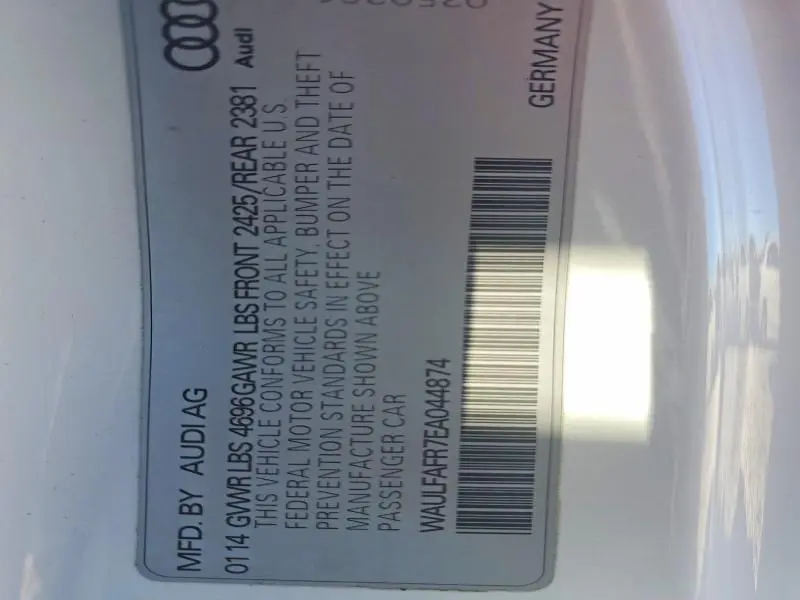 MFD. BY AUDI AG
0114 GVWR LBS 4696 GAWR LBS FRONT 2425/REAR 2381
Audi
THIS VEHICLE CONFORMS TO ALL APPLICABLE U.S.
FEDERAL MOTOR VEHICLE SAFETY, BUMPER AND THEFT
PREVENTION STANDARDS IN EFFECT ON THE DATE OF
MANUFACTURE SHOWN ABOVE
PASSENGER CAR
WAULFAFR7EA044874
GERMANY